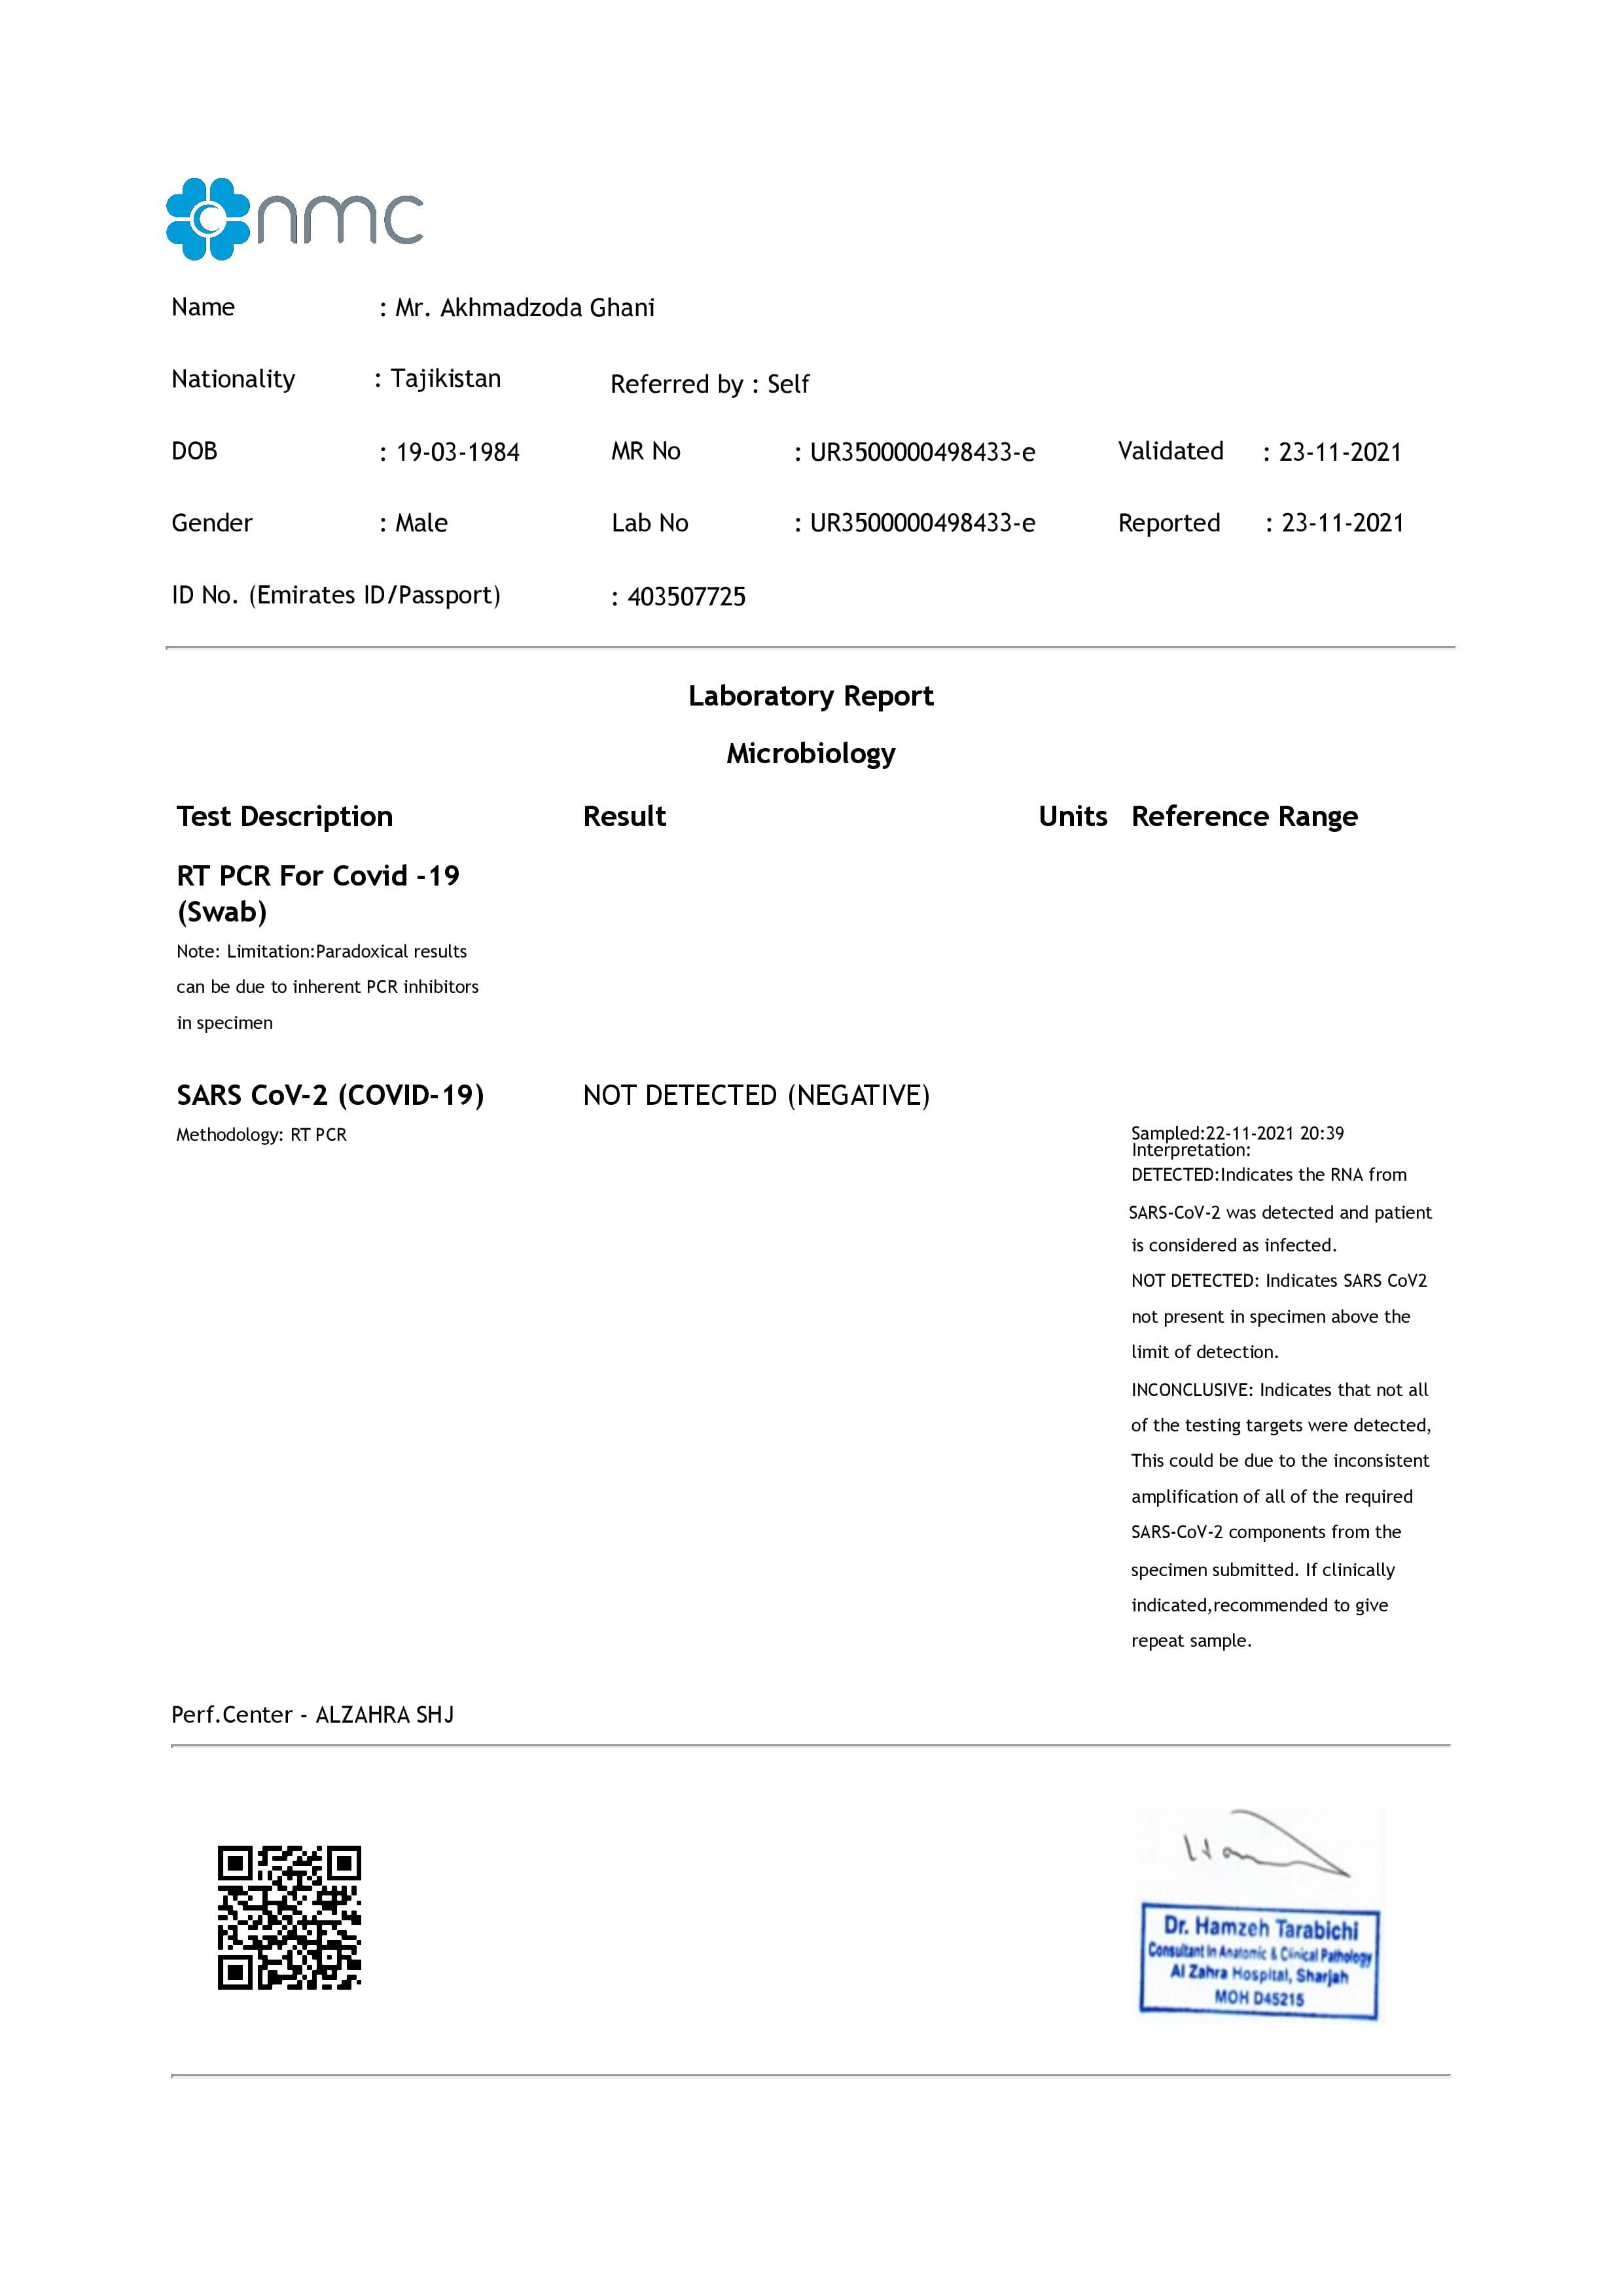 nmc
Name : Mr. Akhmadzoda Ghani
Nationality : Tajikistan Referred by : Self
DOB : 19-03-1984 MR No : UR3500000498433-e Validated : 23-11-2021
Gender : Male Lab No : UR3500000498433-e Reported : 23-11-2021
ID No. (Emirates ID/Passport) : 403507725
Laboratory Report
Microbiology
Test Description Result Units Reference Range
RT PCR For Covid -19
(Swab)
Note: Limitation:Paradoxical results
can be due to inherent PCR inhibitors
in specimen
SARS CoV-2 (COVID-19) NOT DETECTED (NEGATIVE)
Methodology: RT PCR
Sampled:22-11-2021 20:39
Interpretation:
DETECTED:Indicates the RNA from
SARS-CoV-2 was detected and patient
is considered as infected.
NOT DETECTED: Indicates SARS CoV2
not present in specimen above the
limit of detection.
INCONCLUSIVE: Indicates that not all
of the testing targets were detected,
This could be due to the inconsistent
amplification of all of the required
SARS-CoV-2 components from the
specimen submitted. If clinically
indicated,recommended to give
repeat sample.
Perf.Center - ALZAHRA SHJ
Dr. Hamzeh Tarabichi
Consultant In Anatomic & Clinical Pathology
Al Zahra Hospital, Sharjah
MOH D45215